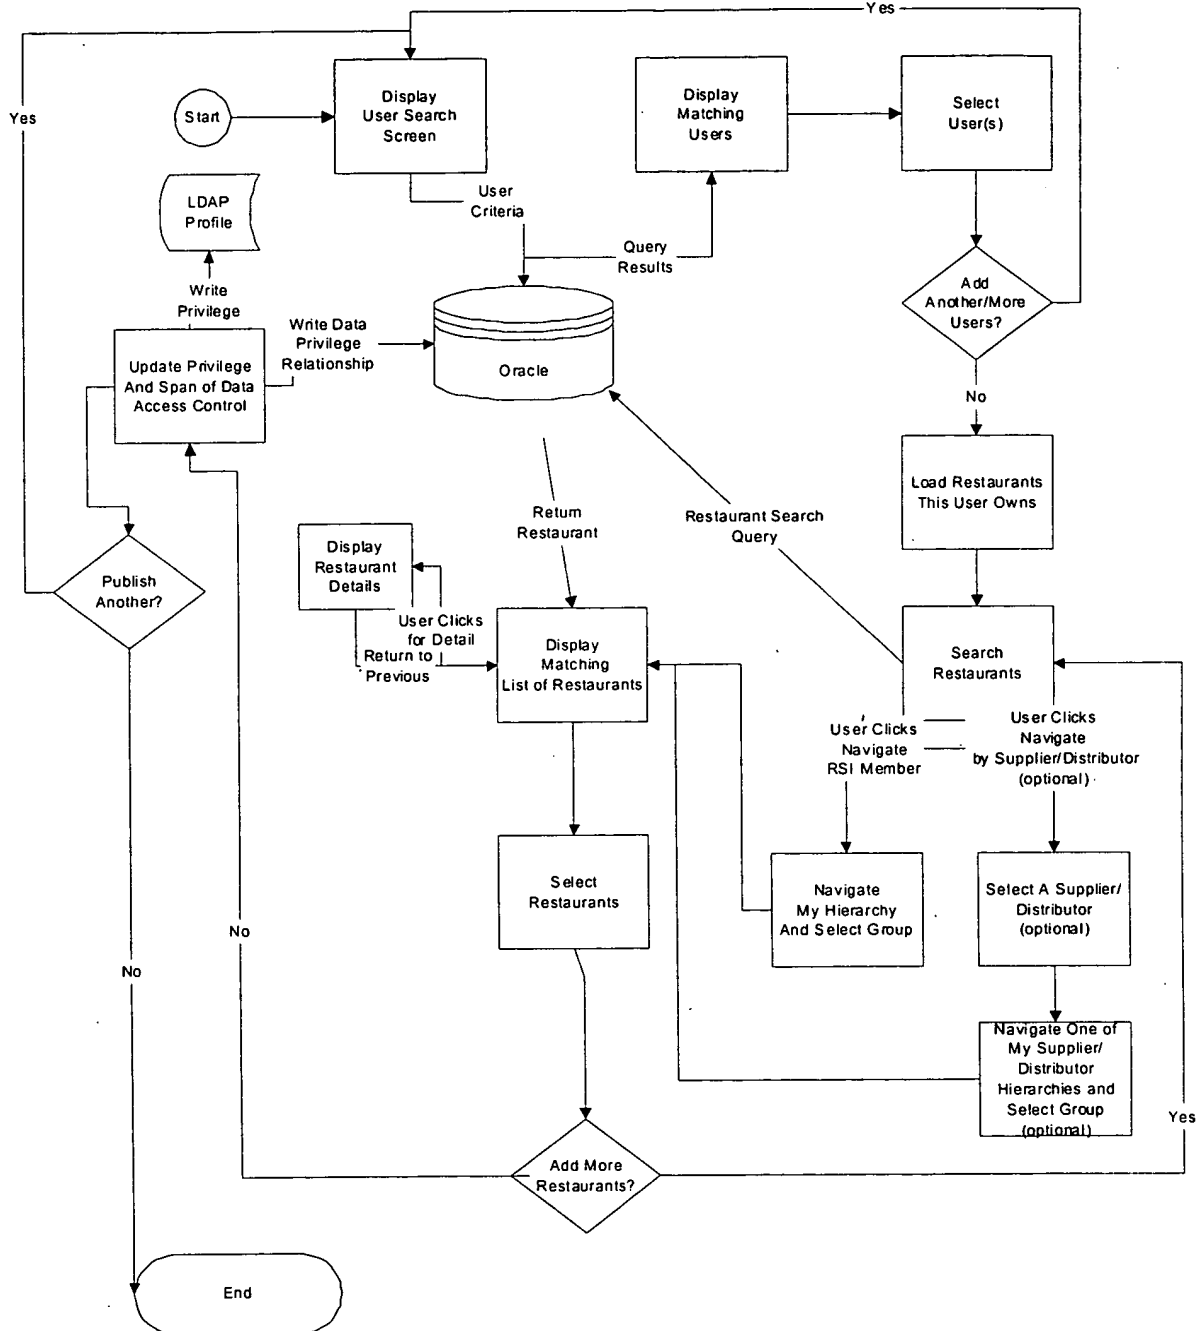 Yes
Yes
Start
Display
User Search
Screen
Display
Matching
Users
Select
User(s)
LDAP
Profile
User
Criteria
Query
Results
Add
Another/More
Users?
Write
Privilege
Write Data
Privilege
Relationship
Oracle
Update Privilege
And Span of Data
Access Control
No
Load Restaurants
This User Owns
Return
Restaurant
Restaurant Search
Query
Display
Restaurant
Details
Publish
Another?
User Clicks
for Detail
Return to
Previous
Display
Matching
List of Restaurants
Search
Restaurants
User Clicks
Navigate
RSI Member
User Clicks
Navigate
by Supplier/Distributor
(optional)
Select
Restaurants
Navigate
My Hierarchy
And Select Group
Select A Supplier/
Distributor
(optional)
No
No
Navigate One of
My Supplier/
Distributor
Hierarchies and
Select Group
(optional)
Yes
Add More
Restaurants?
End